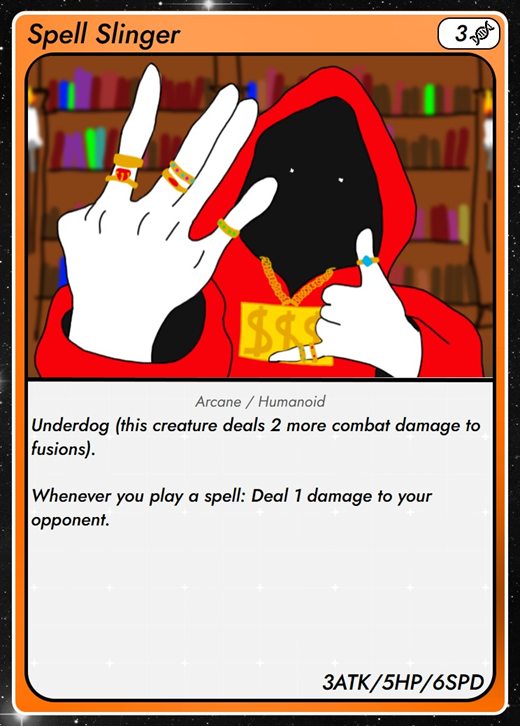 Spell Slinger
3
$$$
Arcane / Humanoid
Underdog (this creature deals 2 more combat damage to
fusions).
Whenever you play a spell: Deal 1 damage to your
opponent.
3ATK/5HP/6SPD